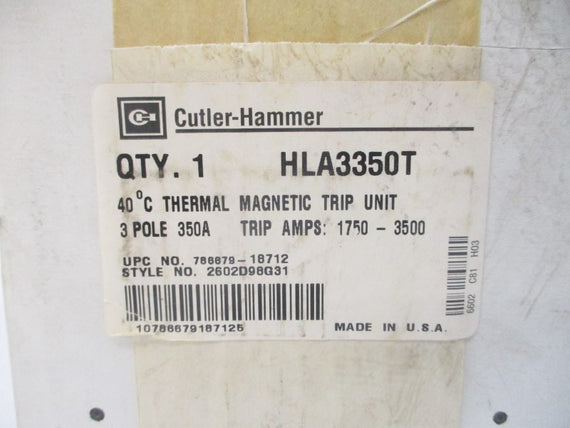 CH Cutler-Hammer
QTY. 1 HLA3350T
40°C THERMAL MAGNETIC TRIP UNIT
3 POLE 350A TRIP AMPS: 1750 - 3500
UPC NO. 786679-18712
STYLE NO. 2602D98G31
10786679187125
MADE IN U.S.A.
6602 C81 H03